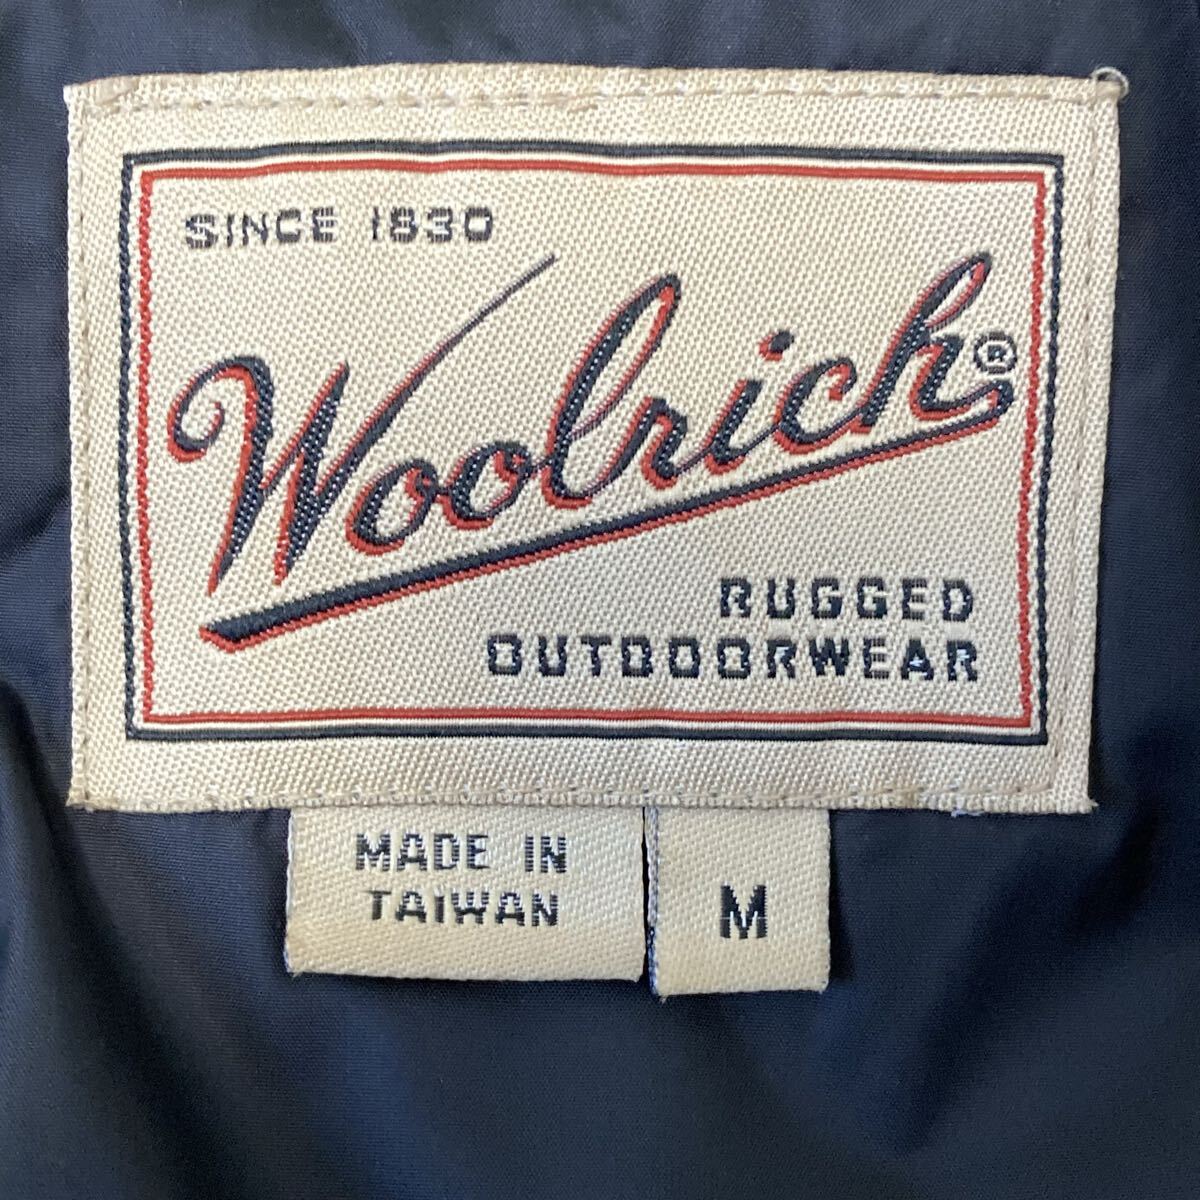 SINCE 1830
Woolrich®
RUGGED
OUTDOORWEAR
MADE IN
TAIWAN
M